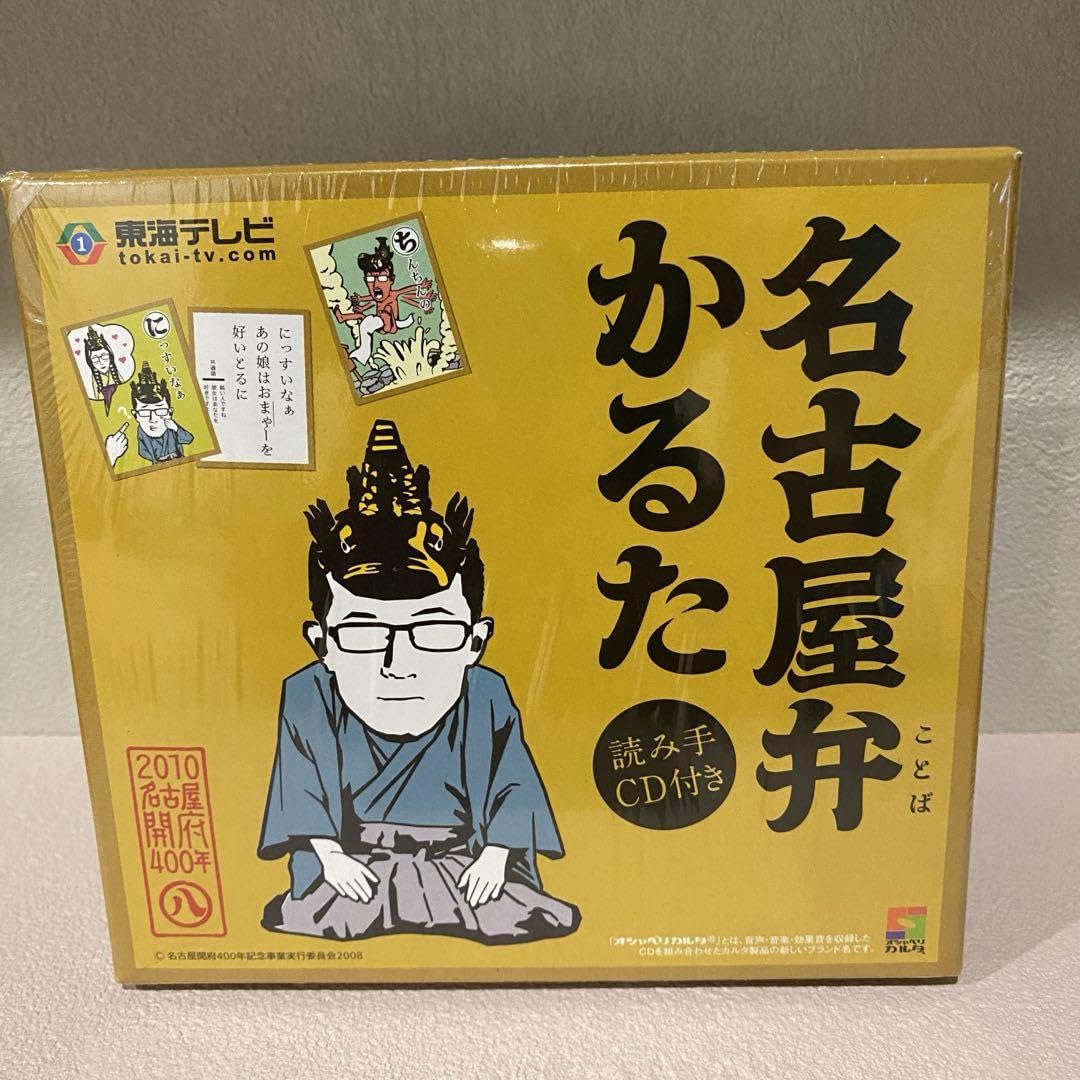 東海テレビ
tokai-tv.com
名古屋弁
ことば
かるた
読み手
CD付き
ちんちんの
にっすいなぁ
にっすいなぁ
あの娘はおまゃーを
好いとるに
共通語
2010
名古屋
開府
400年
八
© 名古屋開府400年記念事業実行委員会2008
「オシャベリカルタ®」とは、音声・音楽・効果音を収録した
CDを組み合わせたカルタ製品の新しいブランド名です。
オシャベリ
カルタ